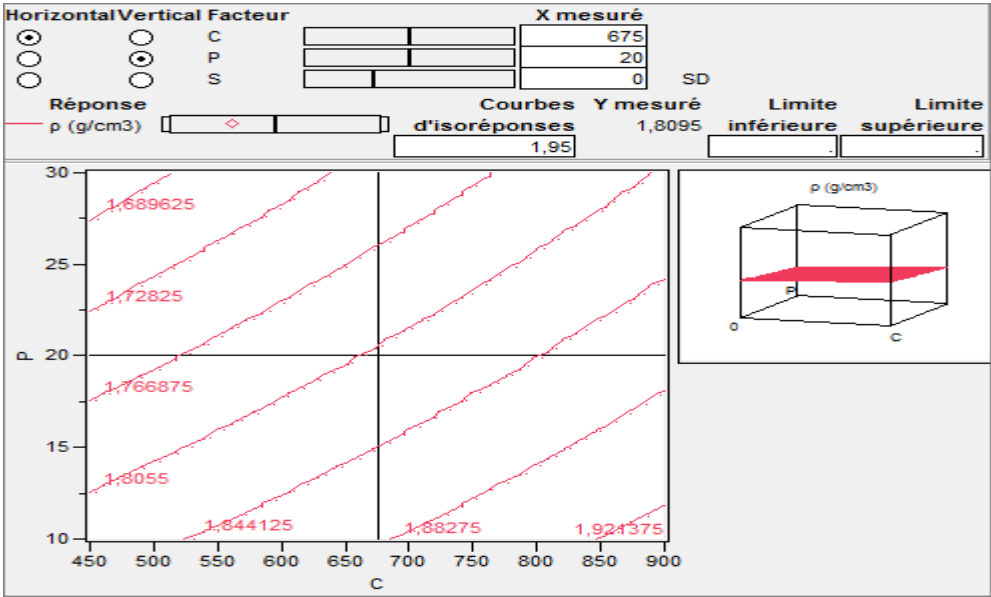 Horizontal Vertical Facteur X mesuré
C 675
P 20
S 0 SD
Réponse Courbes Y mesuré Limite Limite
ρ (g/cm3) d'isoréponses 1,8095 inférieure supérieure
1,95 . .
30
25
20
15
10
P
1,689625
1,72825
1,766875
1,8055
1,844125
1,88275
1,921375
450 500 550 600 650 700 750 800 850 900
C
ρ (g/cm3)
P
0
C